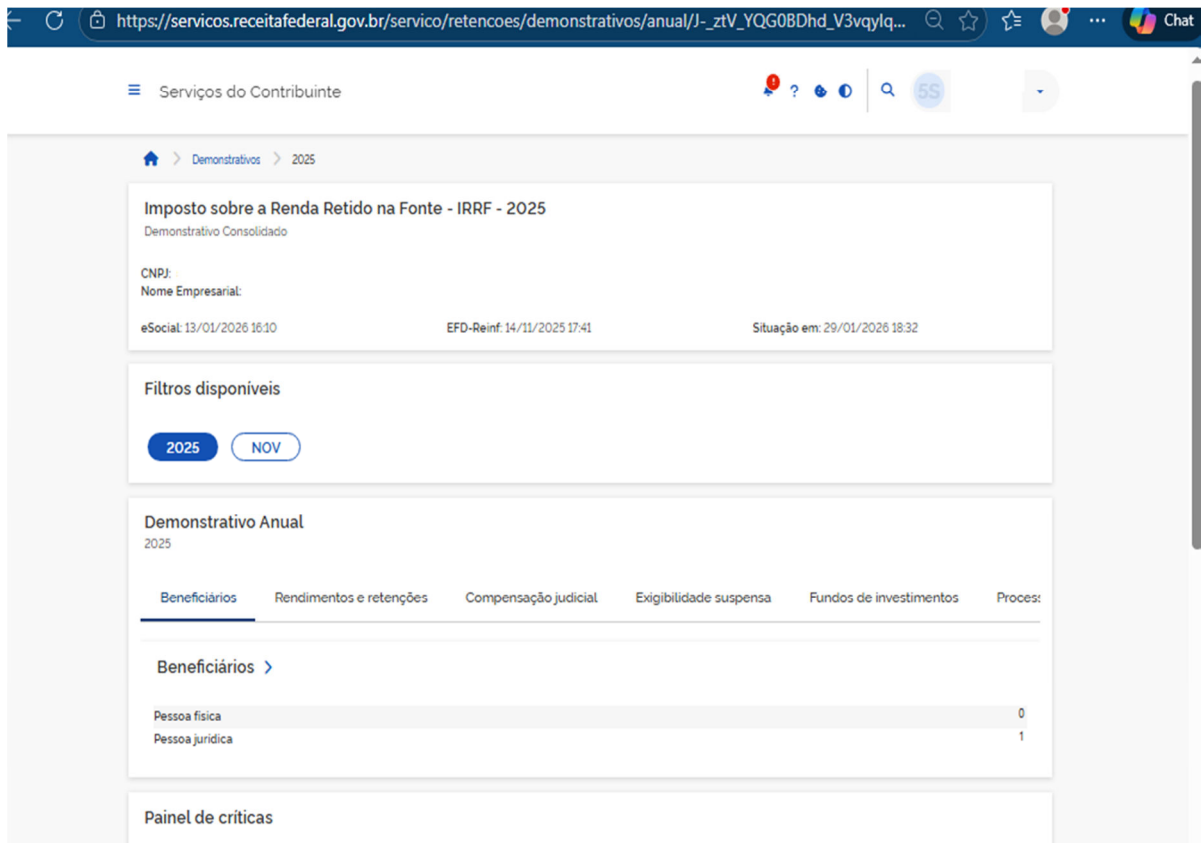 https://servicos.receitafederal.gov.br/servico/retencoes/demonstrativos/anual/J-_ztV_YQG0BDhd_V3vqyIq... Chat
Serviços do Contribuinte ! ? 5S
Demonstrativos 2025
Imposto sobre a Renda Retido na Fonte - IRRF - 2025
Demonstrativo Consolidado
CNPJ:
Nome Empresarial:
eSocial: 13/01/2026 16:10 EFD-Reinf: 14/11/2025 17:41 Situação em: 29/01/2026 18:32
Filtros disponíveis
2025 NOV
Demonstrativo Anual
2025
Beneficiários Rendimentos e retenções Compensação judicial Exigibilidade suspensa Fundos de investimentos Process
Beneficiários
Pessoa física 0
Pessoa jurídica 1
Painel de críticas